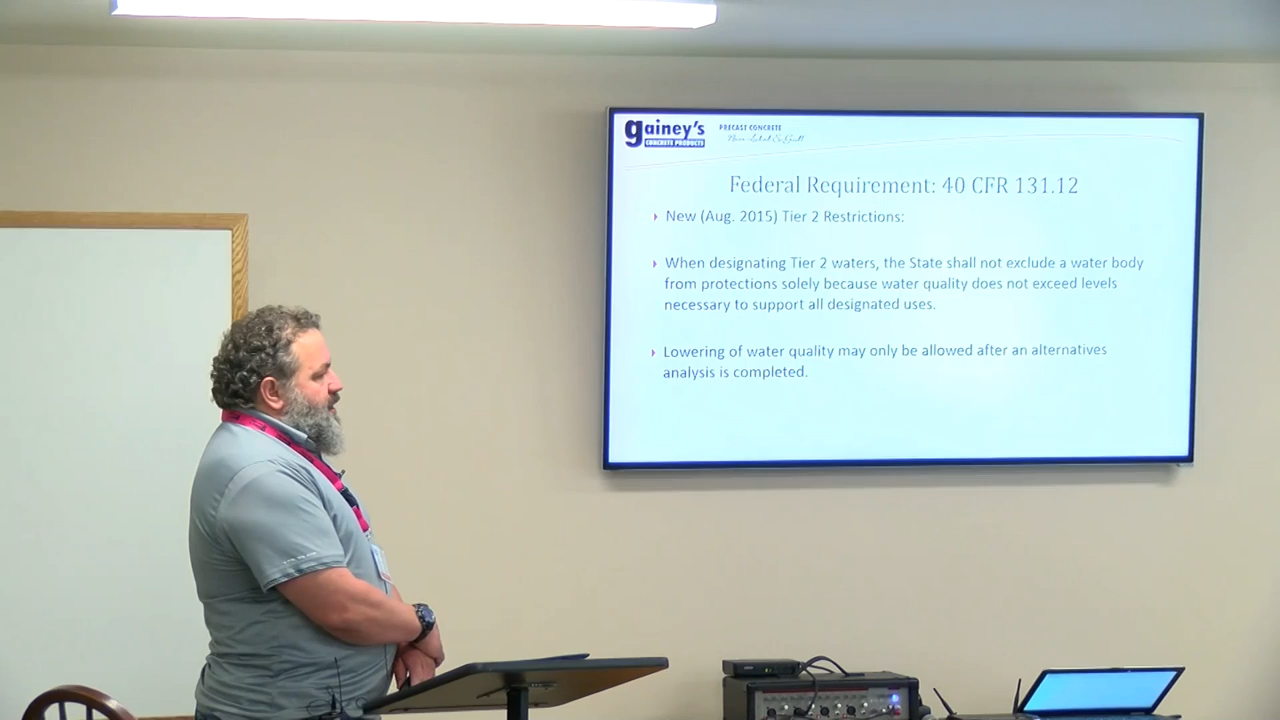 gainey's
CONCRETE PRODUCTS
PRECAST CONCRETE
Federal Requirement: 40 CFR 131.12
New (Aug. 2015) Tier 2 Restrictions:
When designating Tier 2 waters, the State shall not exclude a water body
from protections solely because water quality does not exceed levels
necessary to support all designated uses.
Lowering of water quality may only be allowed after an alternatives
analysis is completed.